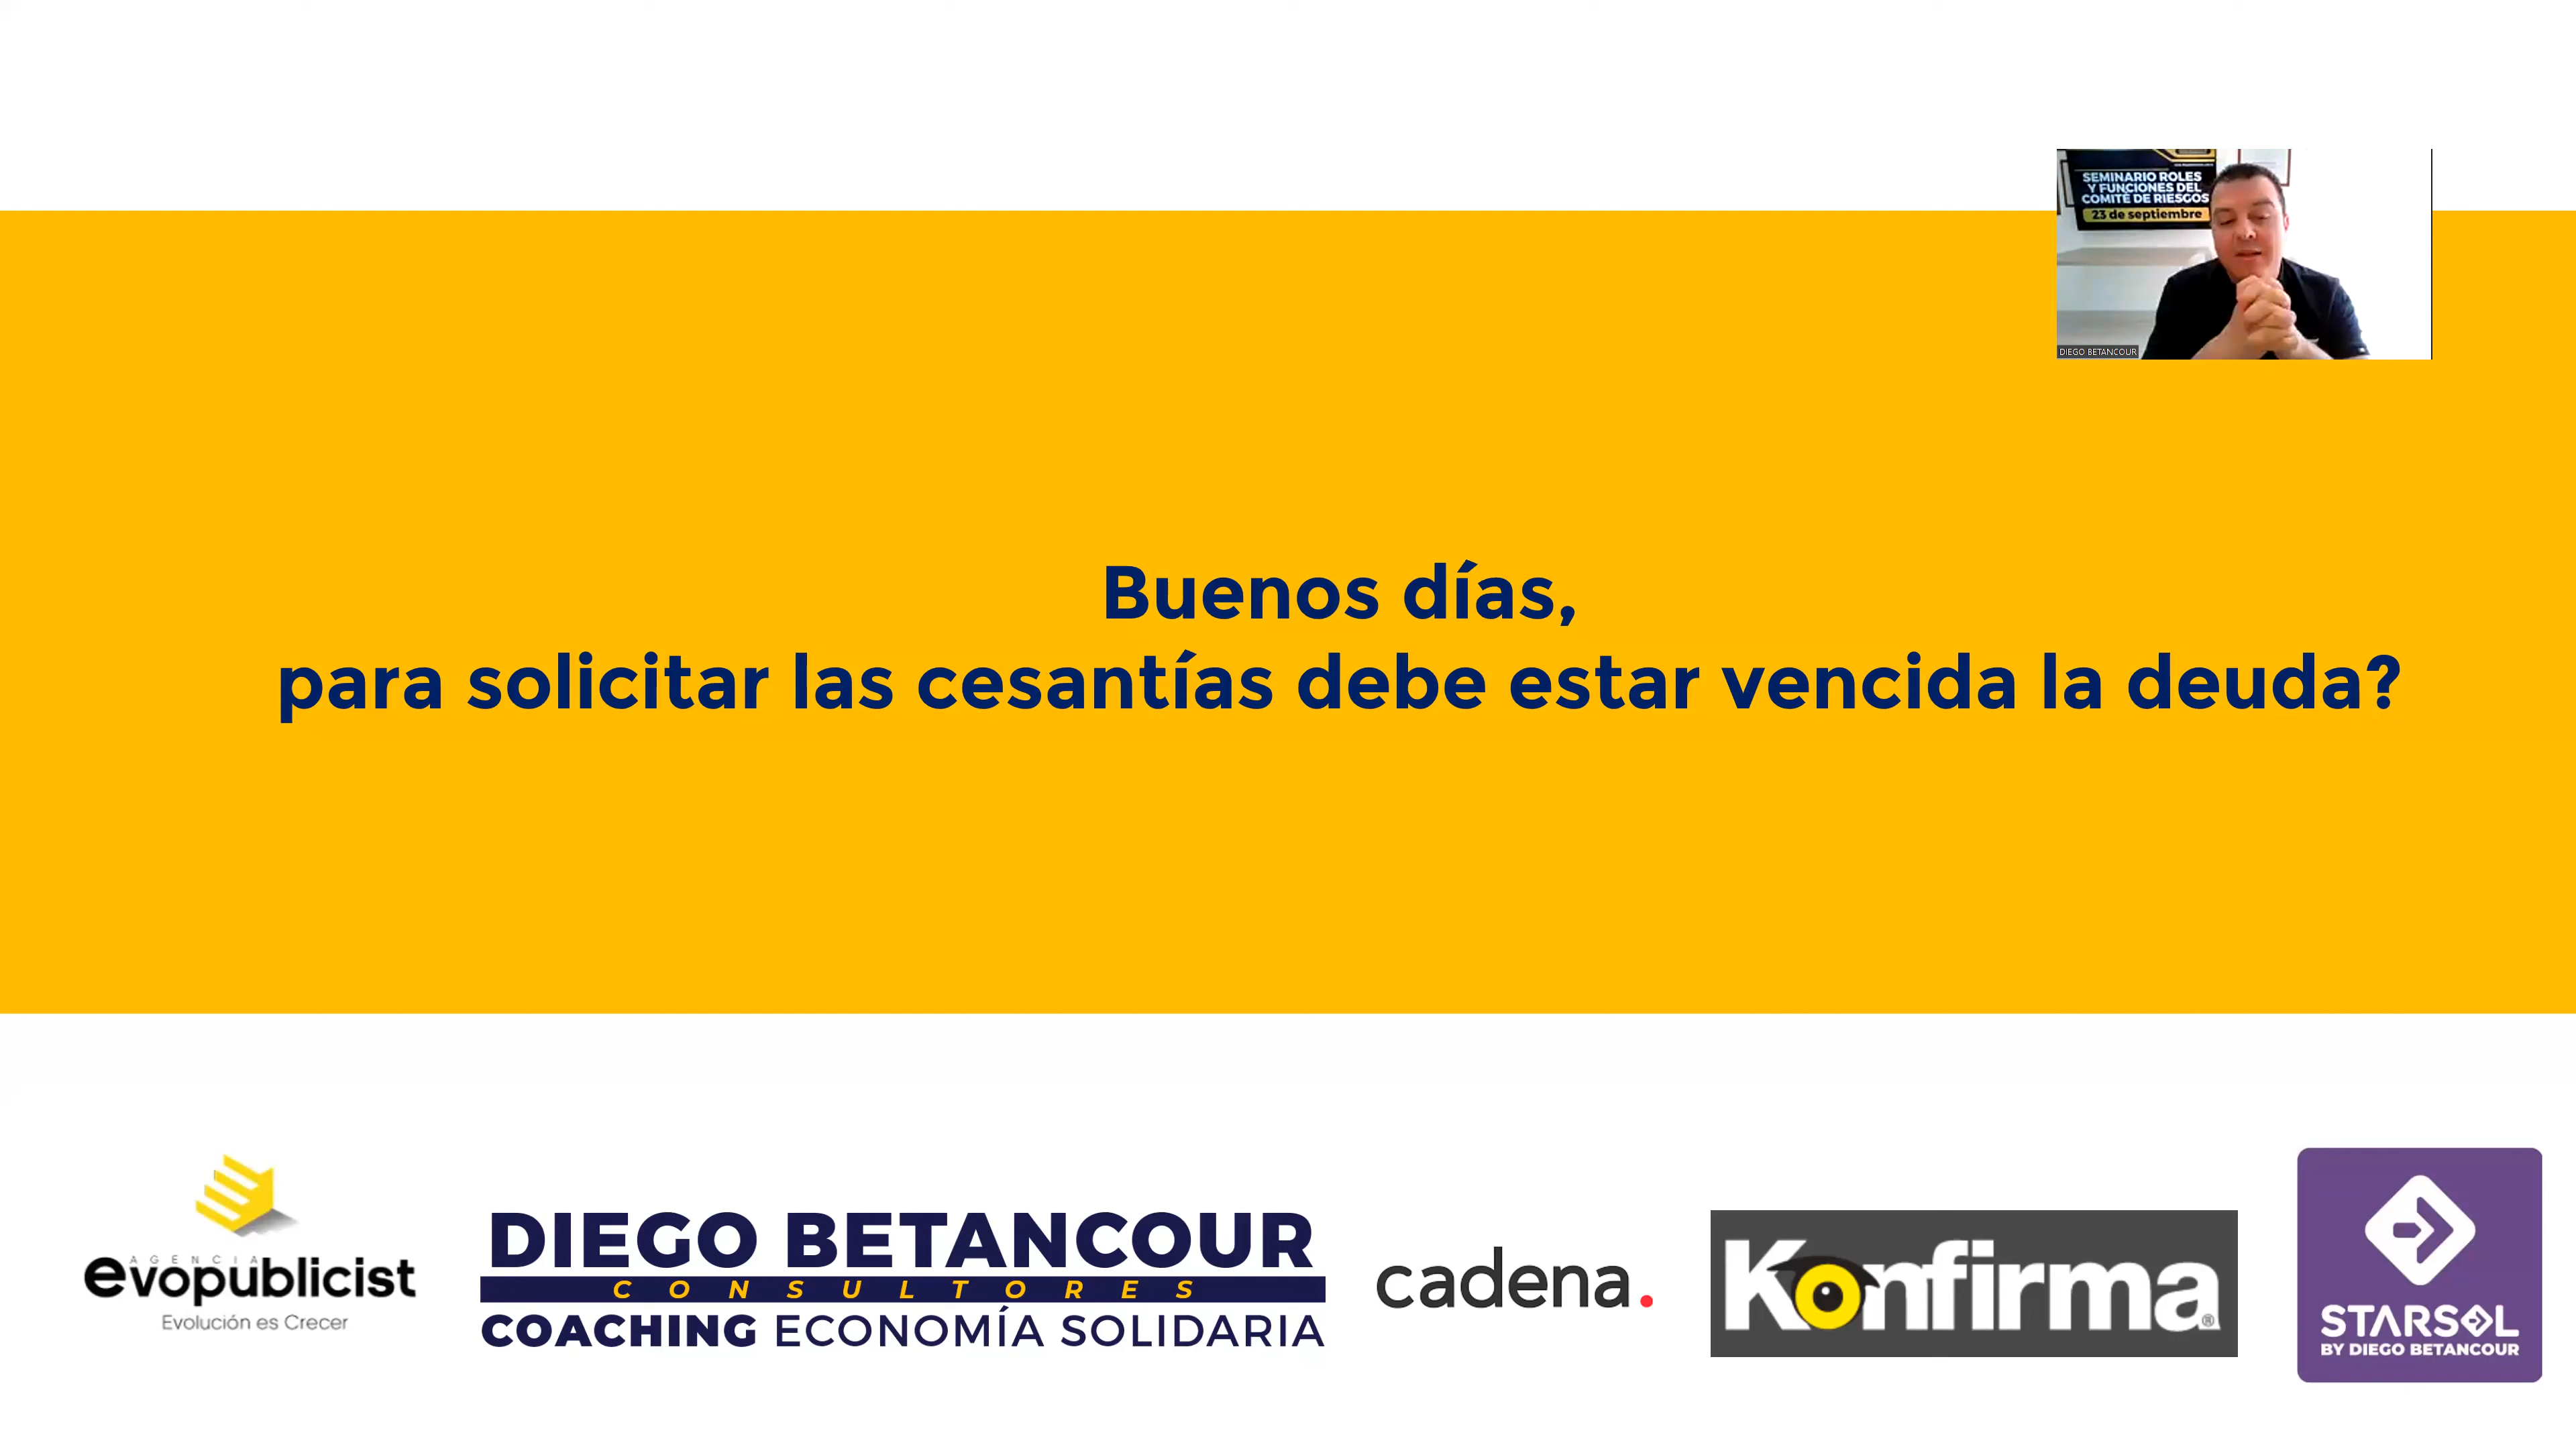 SEMINARIO ROLES
Y FUNCIONES DEL
COMITÉ DE RIESGOS
23 de septiembre
DIEGO BETANCOUR
Buenos días,
para solicitar las cesantías debe estar vencida la deuda?
AGENCIA
evopublicist
Evolución es Crecer
DIEGO BETANCOUR
CONSULTORES
COACHING ECONOMÍA SOLIDARIA
cadena.
Konfirma®
STARSOL
BY DIEGO BETANCOUR